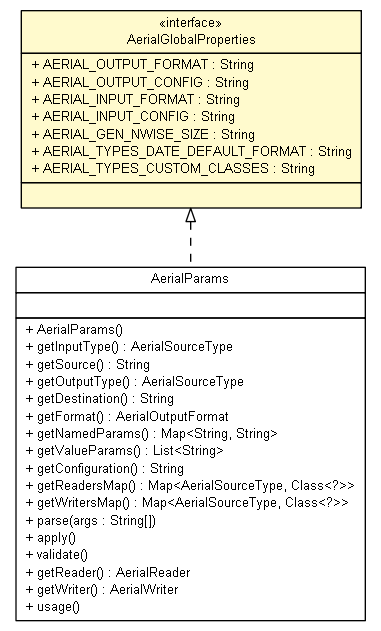 «interface»
AerialGlobalProperties
+ AERIAL_OUTPUT_FORMAT : String
+ AERIAL_OUTPUT_CONFIG : String
+ AERIAL_INPUT_FORMAT : String
+ AERIAL_INPUT_CONFIG : String
+ AERIAL_GEN_NWISE_SIZE : String
+ AERIAL_TYPES_DATE_DEFAULT_FORMAT : String
+ AERIAL_TYPES_CUSTOM_CLASSES : String
AerialParams
+ AerialParams()
+ getInputType() : AerialSourceType
+ getSource() : String
+ getOutputType() : AerialSourceType
+ getDestination() : String
+ getFormat() : AerialOutputFormat
+ getNamedParams() : Map<String, String>
+ getValueParams() : List<String>
+ getConfiguration() : String
+ getReadersMap() : Map<AerialSourceType, Class<?>>
+ getWritersMap() : Map<AerialSourceType, Class<?>>
+ parse(args : String[])
+ apply()
+ validate()
+ getReader() : AerialReader
+ getWriter() : AerialWriter
+ usage()